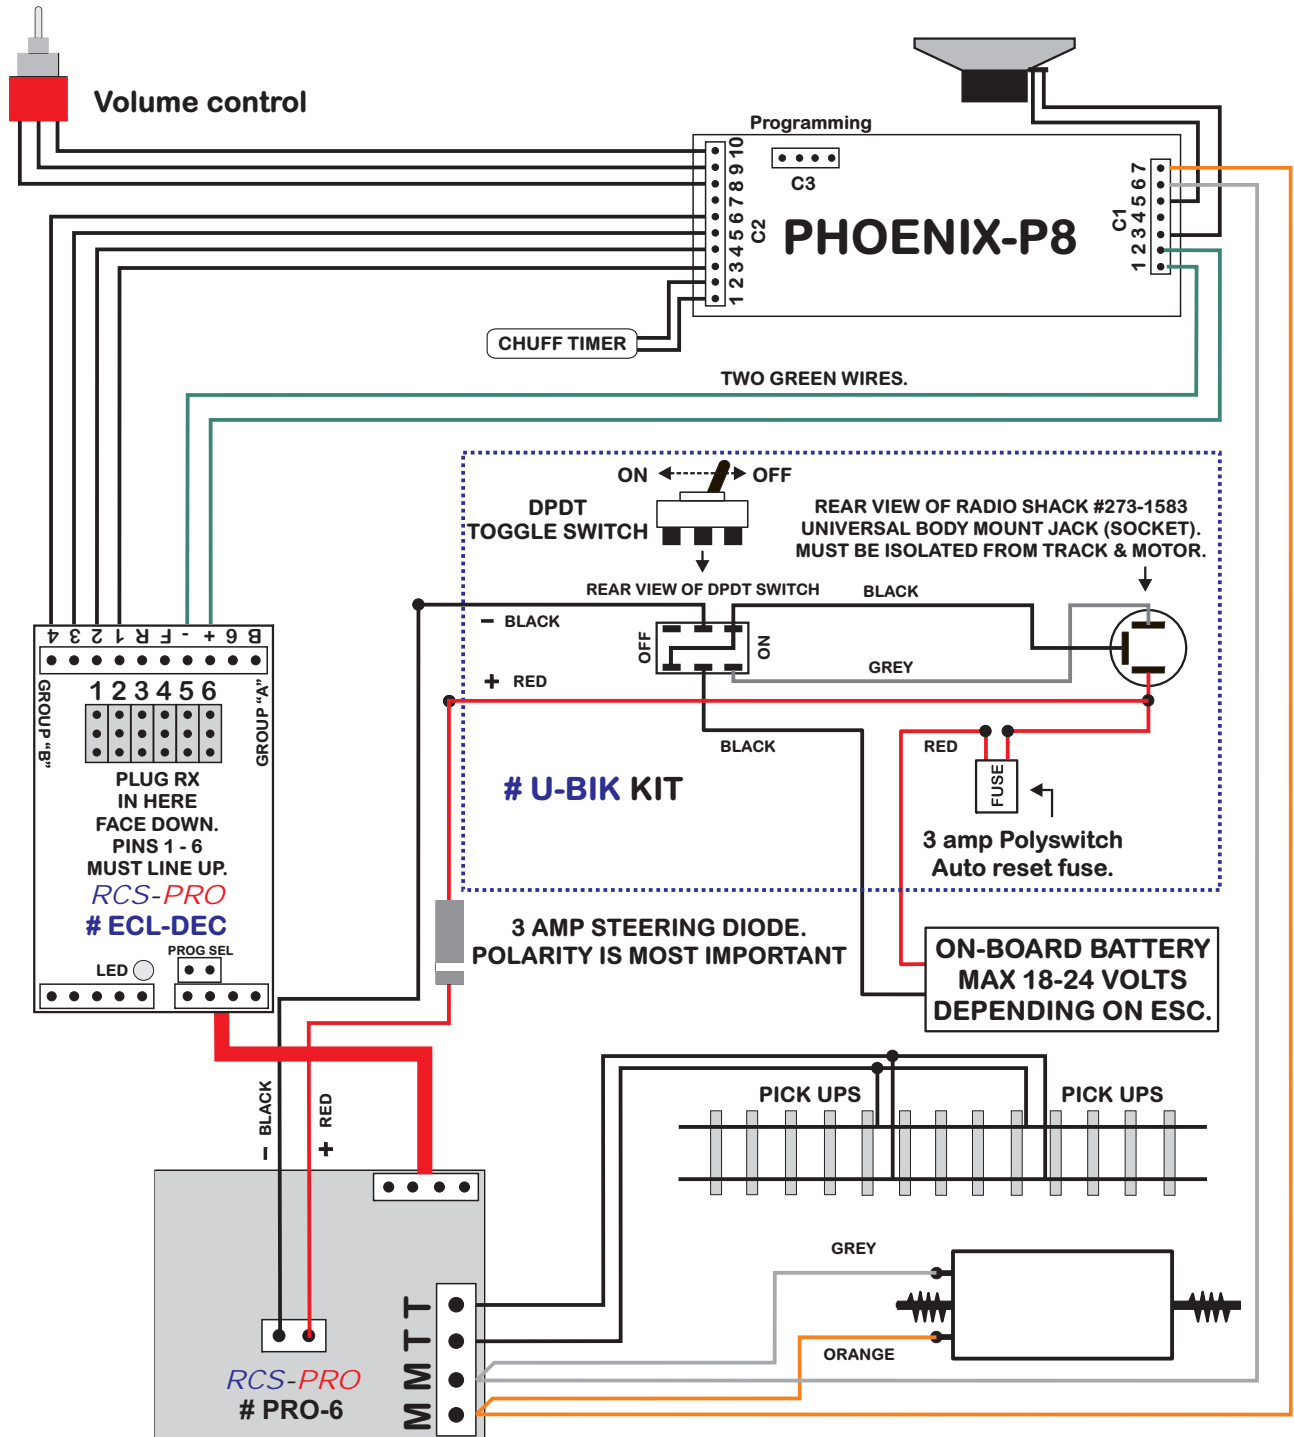 Volume control
Programming
C3
10
9
8
7
6
5
4
3
2
1
C2
PHOENIX-P8
C1
7
6
5
4
3
2
1
CHUFF TIMER
TWO GREEN WIRES.
ON
OFF
DPDT
TOGGLE SWITCH
REAR VIEW OF RADIO SHACK #273-1583
UNIVERSAL BODY MOUNT JACK (SOCKET).
MUST BE ISOLATED FROM TRACK & MOTOR.
REAR VIEW OF DPDT SWITCH
BLACK
- BLACK
OFF
ON
GREY
+ RED
BLACK
RED
FUSE
# U-BIK KIT
3 amp Polyswitch
Auto reset fuse.
4 3 2 1 R F - + 6 B
1 2 3 4 5 6
GROUP "B"
GROUP "A"
PLUG RX
IN HERE
FACE DOWN.
PINS 1 - 6
MUST LINE UP.
RCS-PRO
# ECL-DEC
PROG SEL
LED
3 AMP STEERING DIODE.
POLARITY IS MOST IMPORTANT
ON-BOARD BATTERY
MAX 18-24 VOLTS
DEPENDING ON ESC.
- BLACK
+ RED
PICK UPS
PICK UPS
GREY
ORANGE
M M T T
RCS-PRO
# PRO-6